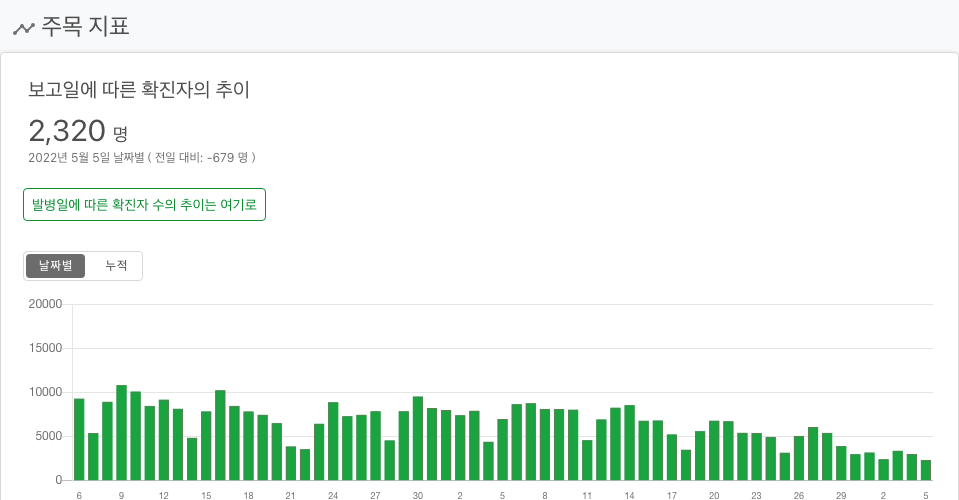 주목 지표
보고일에 따른 확진자의 추이
2,320 명
2022년 5월 5일 날짜별 ( 전일 대비: -679 명 )
발병일에 따른 확진자 수의 추이는 여기로
날짜별 누적
20000
15000
10000
5000
0
6 9 12 15 18 21 24 27 30 2 5 8 11 14 17 20 23 26 29 2 5